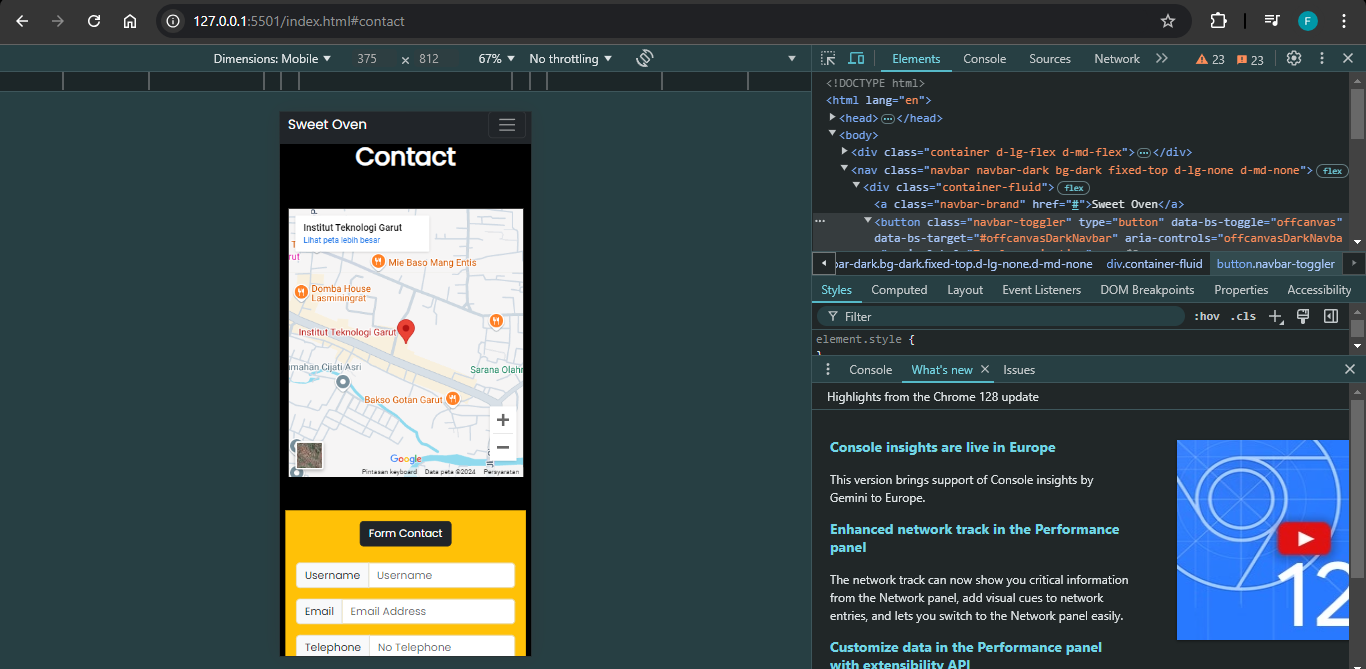 127.0.0.1:5501/index.html#contact
F
Dimensions: Mobile 375 × 812 67% No throttling
Elements Console Sources Network 23 23
<!DOCTYPE html>
<html lang="en">
<head> </head>
<body>
<div class="container d-lg-flex d-md-flex"> </div>
<nav class="navbar navbar-dark bg-dark fixed-top d-lg-none d-md-none"> flex
<div class="container-fluid"> flex
<a class="navbar-brand" href="#">Sweet Oven</a>
<button class="navbar-toggler" type="button" data-bs-toggle="offcanvas"
data-bs-target="#offcanvasDarkNavbar" aria-controls="offcanvasDarkNavba
bar-dark.bg-dark.fixed-top.d-lg-none.d-md-none div.container-fluid button.navbar-toggler
Styles Computed Layout Event Listeners DOM Breakpoints Properties Accessibility
Filter :hov .cls
element.style {
}
Console What's new Issues
Highlights from the Chrome 128 update
Console insights are live in Europe
This version brings support of Console insights by
Gemini to Europe.
Enhanced network track in the Performance
panel
The network track can now show you critical information
from the Network panel, add visual cues to network
entries, and lets you switch to the Network panel easily.
Customize data in the Performance panel
with extensibility API
12
Sweet Oven
Contact
Institut Teknologi Garut
Lihat peta lebih besar
rut
Mie Baso Mang Entis
Domba House
Lasminingrat
Institut Teknologi Garut
mahan Cijati Asri
Sarana Olahr
Bakso Gotan Garut
Google
Pintasan keyboard Data peta ©2024 Persyaratan
Form Contact
Username Username
Email Email Address
Telephone No Telephone